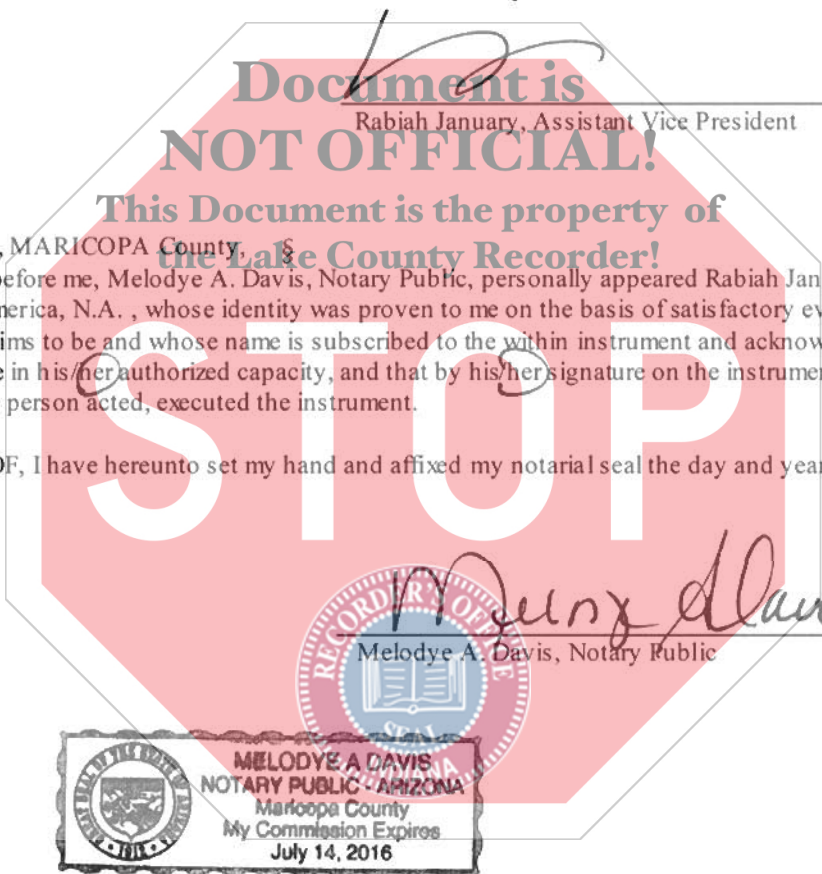 Document is
Rabiah January, Assistant Vice President
NOT OFFICIAL!
This Document is the property of
, MARICOPA County, §
the Lake County Recorder!
before me, Melodye A. Davis, Notary Public, personally appeared Rabiah Jan
merica, N.A. , whose identity was proven to me on the basis of satisfactory ev
ims to be and whose name is subscribed to the within instrument and acknow
e in his/her authorized capacity, and that by his/her signature on the instrumen
person acted, executed the instrument.
STOP
OF, I have hereunto set my hand and affixed my notarial seal the day and year
Melodye A. Davis, Notary Public
RECORDER'S OFFICE
SEAL
INDIANA
MELODYE A DAVIS
NOTARY PUBLIC - ARIZONA
Maricopa County
My Commission Expires
July 14, 2016
1912